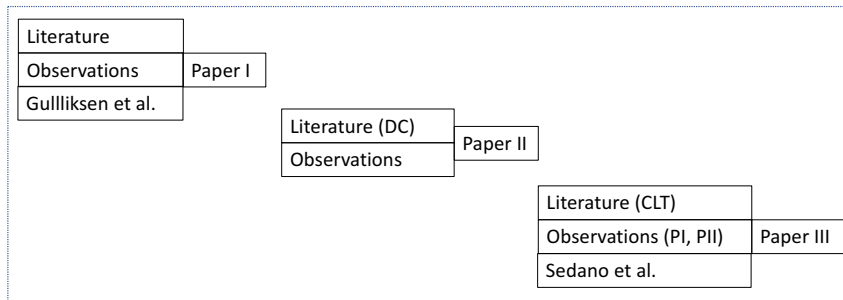 Literature
Observations
Paper I
Gullliksen et al.
Literature (DC)
Paper II
Observations
Literature (CLT)
Observations (PI, PII)
Paper III
Sedano et al.